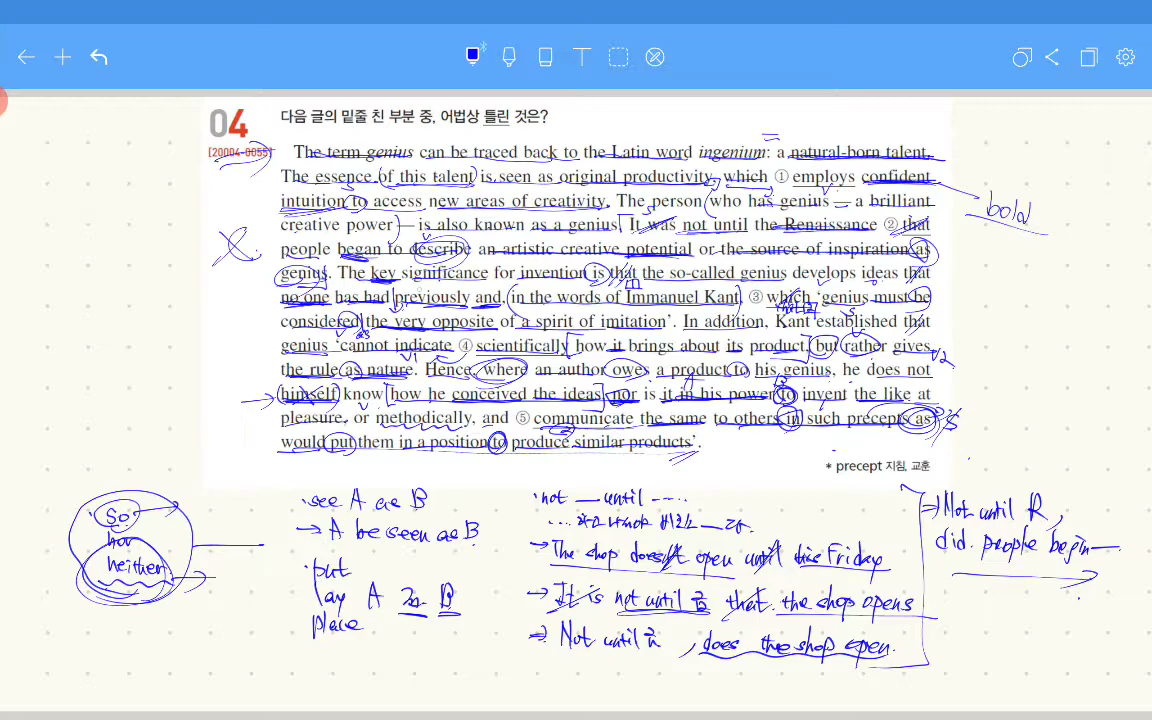 04 다음 글의 밑줄 친 부분 중, 어법상 틀린 것은?
[20004-0055]
The term genius can be traced back to the Latin word ingenium: a natural-born talent.
The essence of this talent is seen as original productivity, which ① employs confident
intuition to access new areas of creativity. The person who has genius — a brilliant
creative power — is also known as a genius. It was not until the Renaissance ② that
people began to describe an artistic creative potential or the source of inspiration as
genius. The key significance for invention is that the so-called genius develops ideas that
no one has had previously and, in the words of Immanuel Kant, ③ which 'genius must be
considered the very opposite of a spirit of imitation'. In addition, Kant established that
genius 'cannot indicate ④ scientifically how it brings about its product, but rather gives
the rule as nature. Hence, where an author owes a product to his genius, he does not
himself know how he conceived the ideas, nor is it in his power to invent the like at
pleasure, or methodically, and ⑤ communicate the same to others in such precepts as
would put them in a position to produce similar products'.
* precept 지침, 교훈
bold
So
nor
neither
·see A as B
→ A be seen as B
·put
lay A
place
·not — until ....
→ The shop doesn't open until this Friday
→ It is not until that the shop opens
→ Not until , does the shop open.
⇒ Not until R,
did people begin —